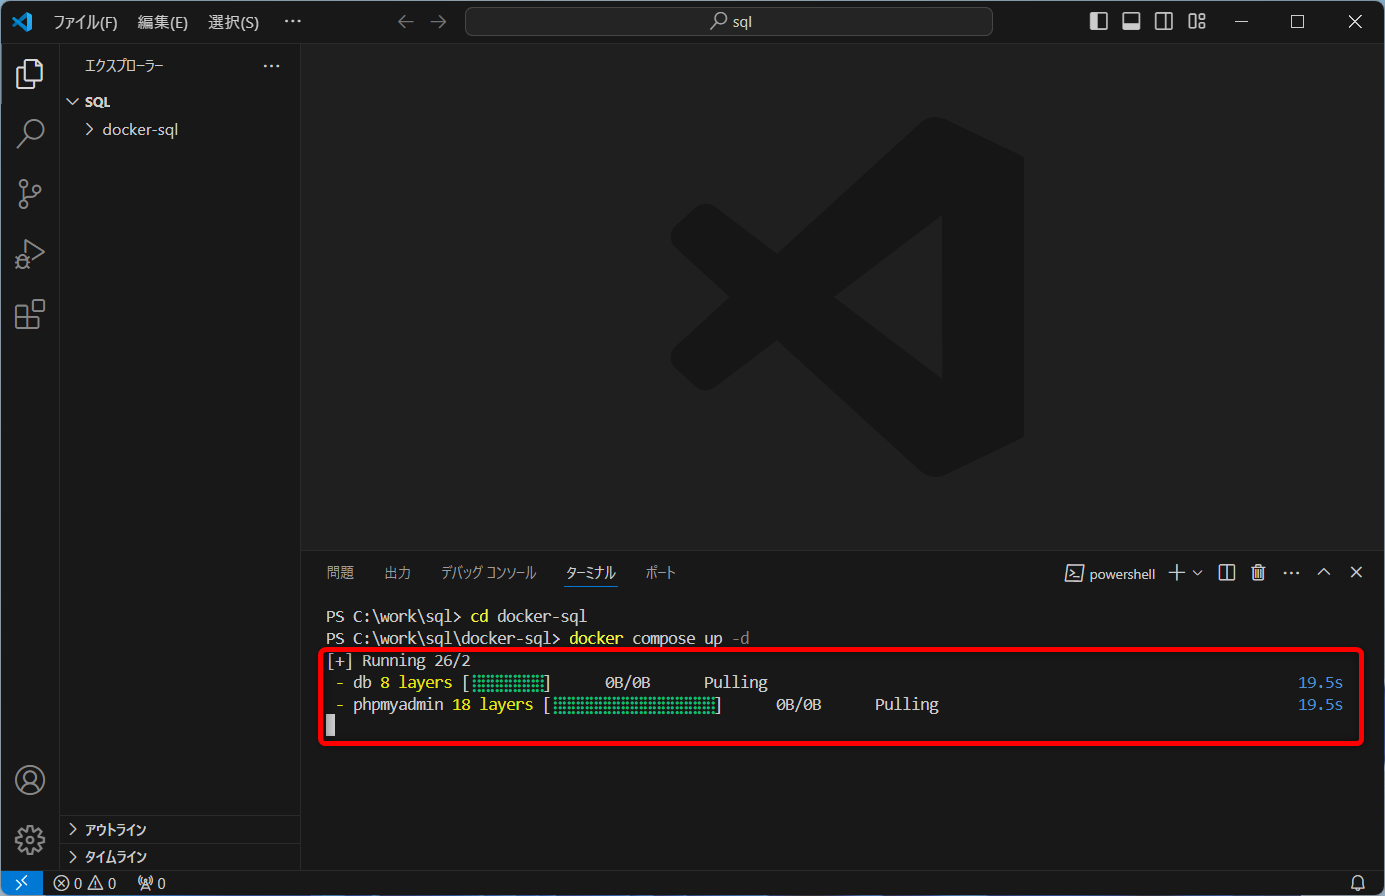 ファイル(F) 編集(E) 選択(S) ··· sql
エクスプローラー ···
SQL
docker-sql
問題 出力 デバッグ コンソール ターミナル ポート powershell ···
PS C:\work\sql> cd docker-sql
PS C:\work\sql\docker-sql> docker compose up -d
[+] Running 26/2
- db 8 layers [⣿⣿⣿⣿⣿⣿⣿⣿] 0B/0B Pulling 19.5s
- phpmyadmin 18 layers [⣿⣿⣿⣿⣿⣿⣿⣿⣿⣿⣿⣿⣿⣿⣿⣿⣿⣿] 0B/0B Pulling 19.5s
アウトライン
タイムライン
0 0 0